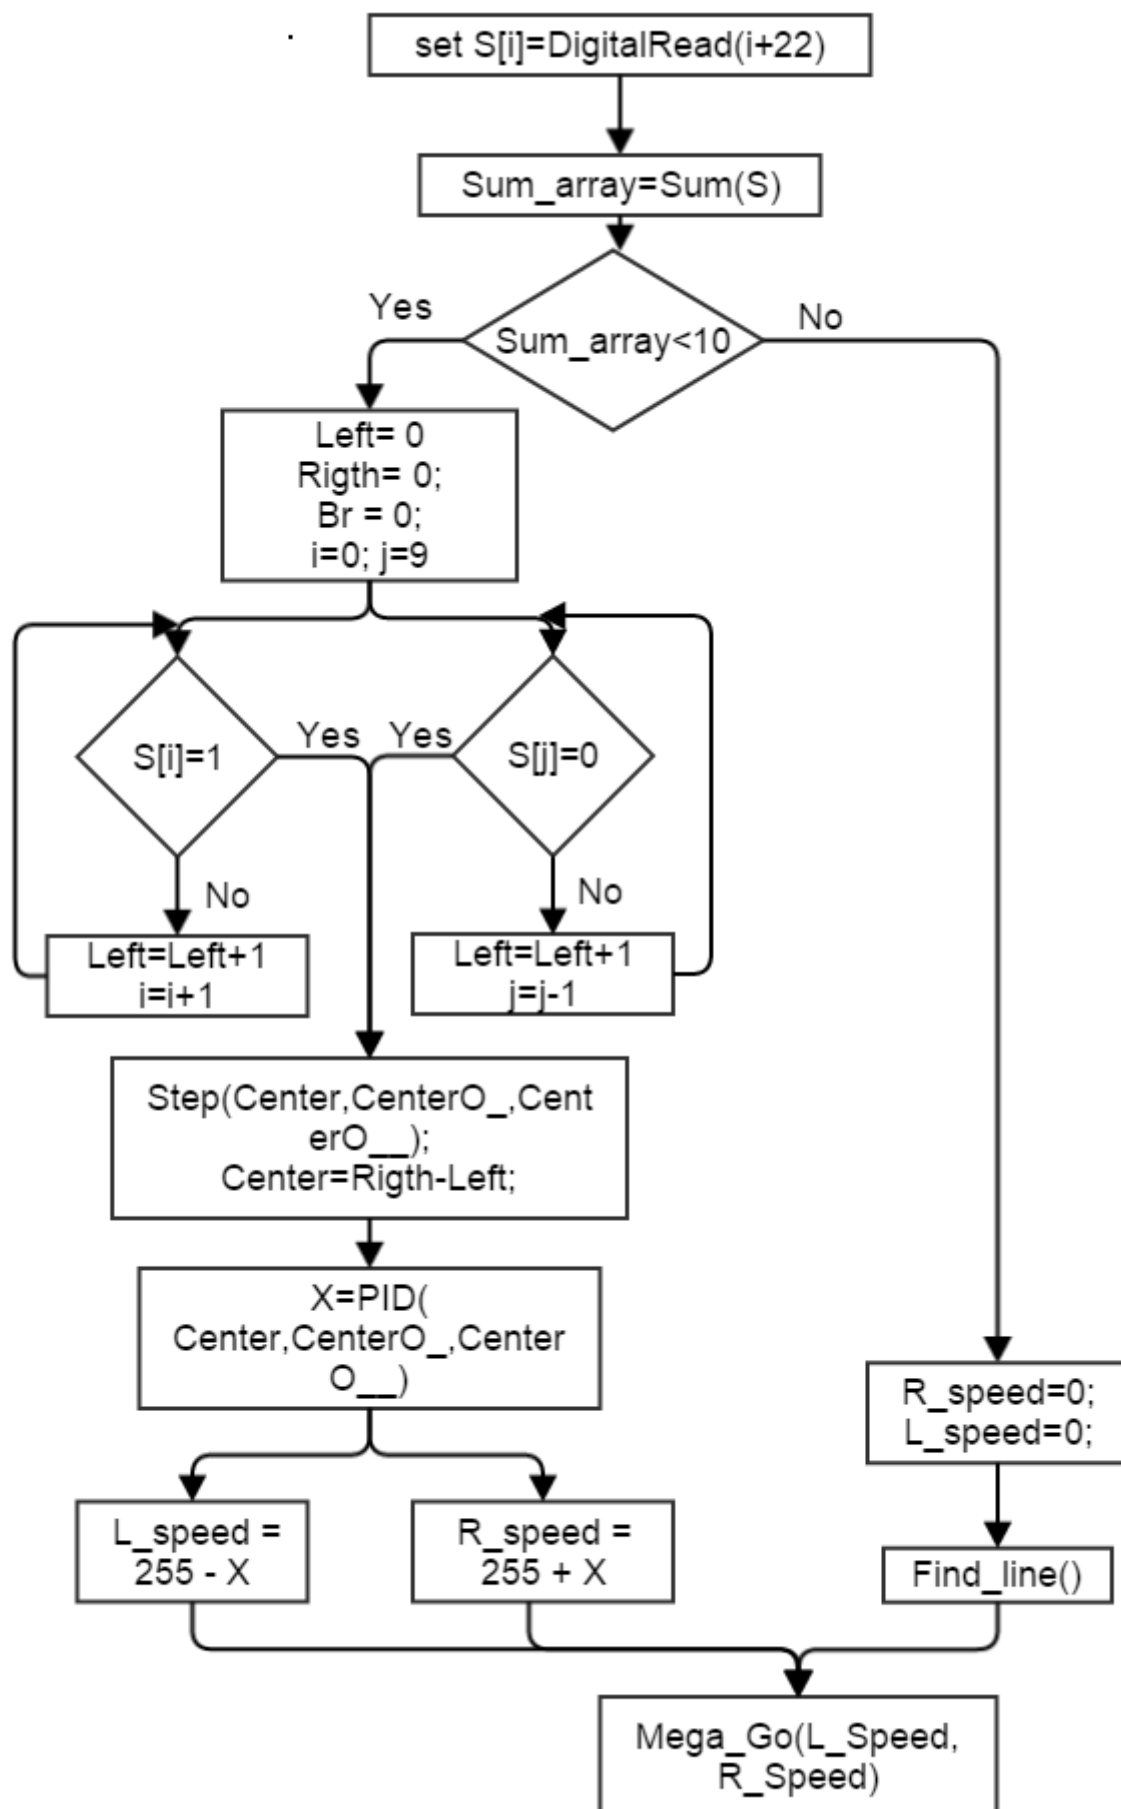 set S[i]=DigitalRead(i+22)
Sum_array=Sum(S)
Sum_array<10
Yes
No
Left= 0
Rigth= 0;
Br = 0;
i=0; j=9
S[i]=1
Yes
Yes
S[j]=0
No
No
Left=Left+1
i=i+1
Left=Left+1
j=j-1
Step(Center,CenterO_,Cent
erO__);
Center=Rigth-Left;
X=PID(
Center,CenterO_,Center
O__)
R_speed=0;
L_speed=0;
L_speed =
255 - X
R_speed =
255 + X
Find_line()
Mega_Go(L_Speed,
R_Speed)